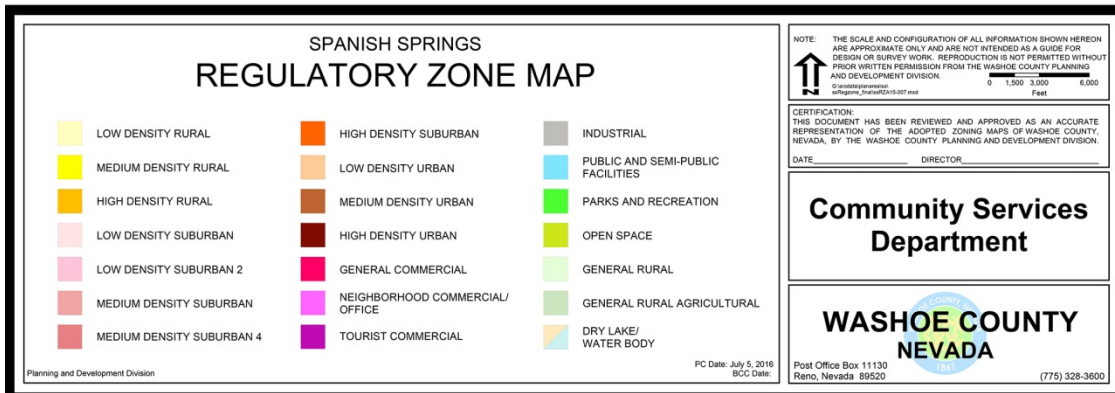 SPANISH SPRINGS
REGULATORY ZONE MAP
LOW DENSITY RURAL
MEDIUM DENSITY RURAL
HIGH DENSITY RURAL
LOW DENSITY SUBURBAN
LOW DENSITY SUBURBAN 2
MEDIUM DENSITY SUBURBAN
MEDIUM DENSITY SUBURBAN 4
HIGH DENSITY SUBURBAN
LOW DENSITY URBAN
MEDIUM DENSITY URBAN
HIGH DENSITY URBAN
GENERAL COMMERCIAL
NEIGHBORHOOD COMMERCIAL/
OFFICE
TOURIST COMMERCIAL
INDUSTRIAL
PUBLIC AND SEMI-PUBLIC
FACILITIES
PARKS AND RECREATION
OPEN SPACE
GENERAL RURAL
GENERAL RURAL AGRICULTURAL
DRY LAKE/
WATER BODY
Planning and Development Division
PC Date: July 5, 2016
BCC Date:
NOTE: THE SCALE AND CONFIGURATION OF ALL INFORMATION SHOWN HEREON
ARE APPROXIMATE ONLY AND ARE NOT INTENDED AS A GUIDE FOR
DESIGN OR SURVEY WORK. REPRODUCTION IS NOT PERMITTED WITHOUT
PRIOR WRITTEN PERMISSION FROM THE WASHOE COUNTY PLANNING
AND DEVELOPMENT DIVISION.
N
0 1,500 3,000 6,000
Feet
CERTIFICATION:
THIS DOCUMENT HAS BEEN REVIEWED AND APPROVED AS AN ACCURATE
REPRESENTATION OF THE ADOPTED ZONING MAPS OF WASHOE COUNTY,
NEVADA, BY THE WASHOE COUNTY PLANNING AND DEVELOPMENT DIVISION.
DATE DIRECTOR
Community Services
Department
WASHOE COUNTY
NEVADA
1861
Post Office Box 11130
Reno, Nevada 89520
(775) 328-3600